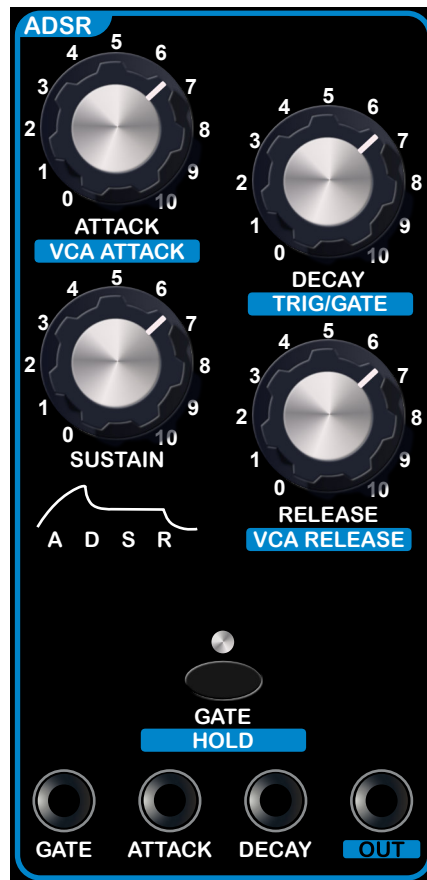 ADSR
0 1 2 3 4 5 6 7 8 9 10
ATTACK
VCA ATTACK
0 1 2 3 4 5 6 7 8 9 10
DECAY
TRIG/GATE
0 1 2 3 4 5 6 7 8 9 10
SUSTAIN
0 1 2 3 4 5 6 7 8 9 10
RELEASE
VCA RELEASE
A D S R
GATE
HOLD
GATE ATTACK DECAY OUT